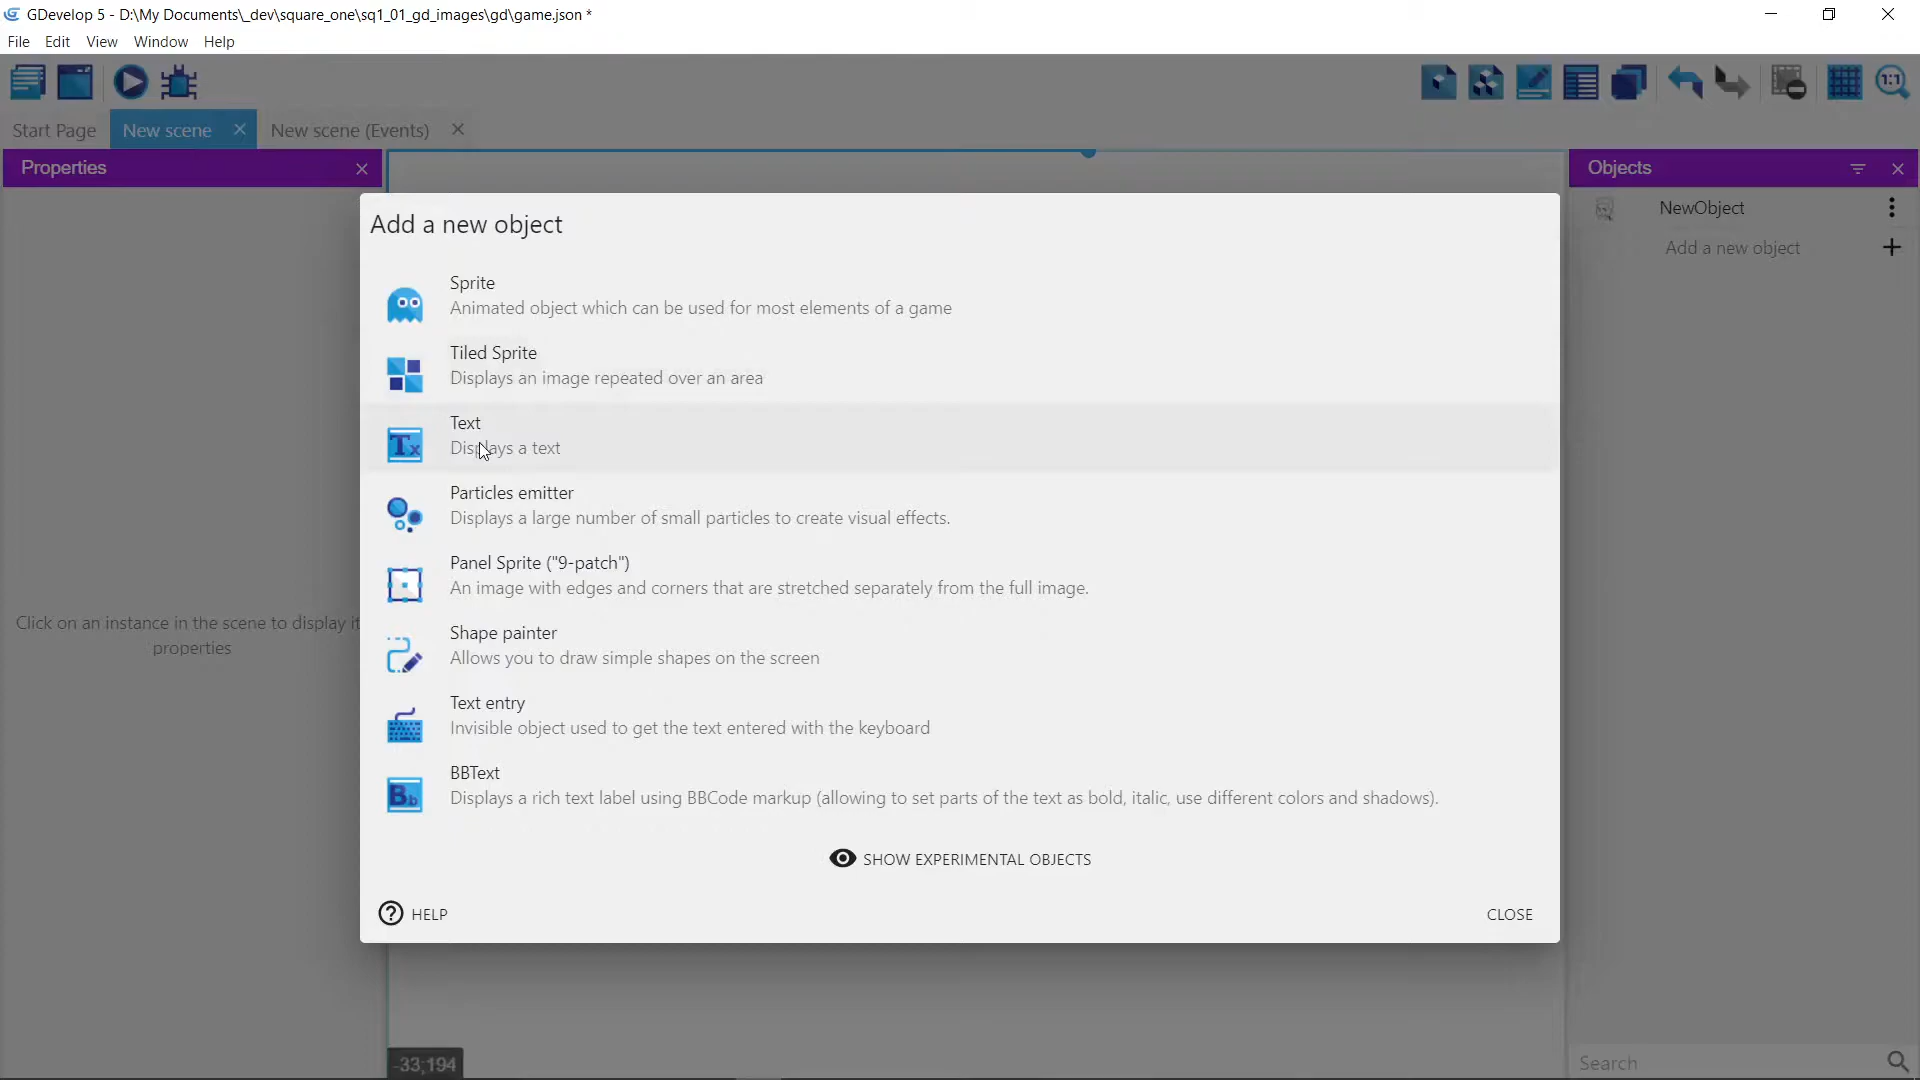 GDevelop 5 - D:\My Documents\_dev\square_one\sq1_01_gd_images\gd\game.json *
File Edit View Window Help
1:1
Start Page New scene New scene (Events)
Properties
Objects
NewObject
Add a new object
Add a new object
Sprite
Animated object which can be used for most elements of a game
Tiled Sprite
Displays an image repeated over an area
Tx
Text
Displays a text
Particles emitter
Displays a large number of small particles to create visual effects.
Panel Sprite ("9-patch")
An image with edges and corners that are stretched separately from the full image.
Click on an instance in the scene to display it
properties
Shape painter
Allows you to draw simple shapes on the screen
Text entry
Invisible object used to get the text entered with the keyboard
Bb
BBText
Displays a rich text label using BBCode markup (allowing to set parts of the text as bold, italic, use different colors and shadows).
SHOW EXPERIMENTAL OBJECTS
? HELP
CLOSE
-33;194
Search